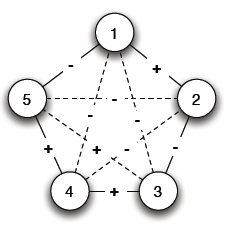 1
- +
5 - 2
- -
+ + - -
4 + 3